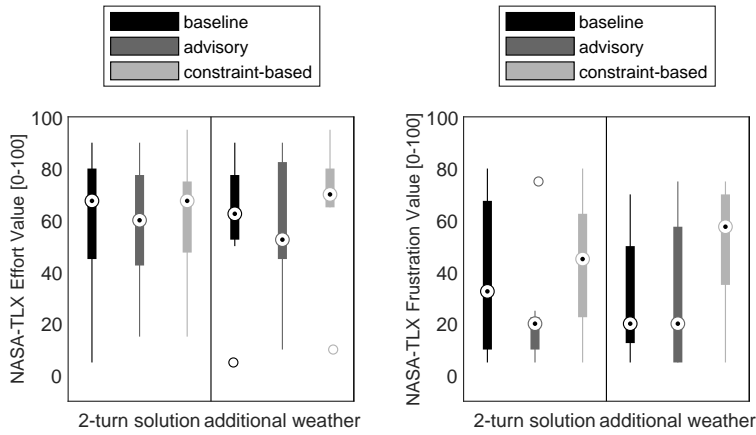 baseline
advisory
constraint-based
NASA-TLX Effort Value [0-100]
100
80
60
40
20
0
2-turn solution additional weather
baseline
advisory
constraint-based
NASA-TLX Frustration Value [0-100]
100
80
60
40
20
0
2-turn solution additional weather